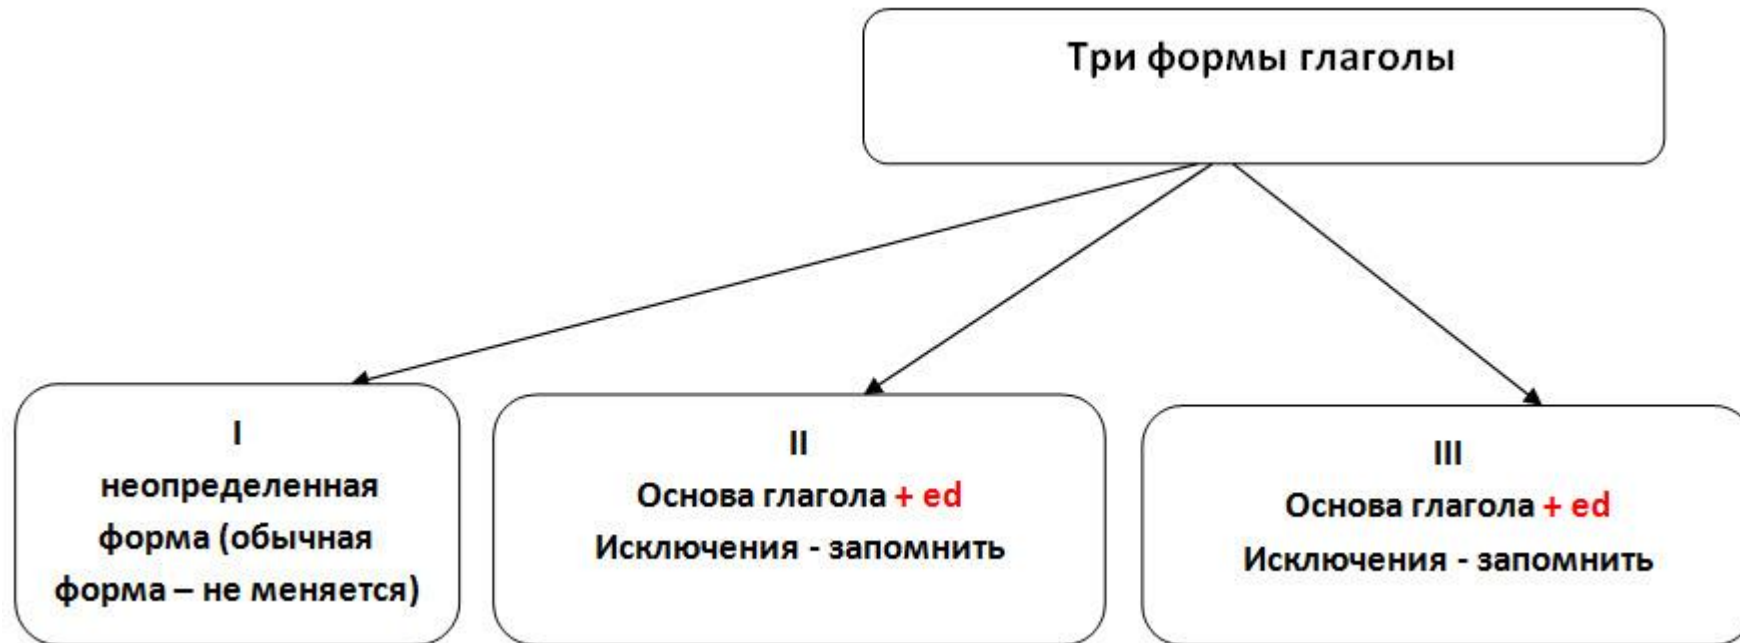 Три формы глаголы
I
неопределенная
форма (обычная
форма – не меняется)
II
Основа глагола + ed
Исключения - запомнить
III
Основа глагола + ed
Исключения - запомнить